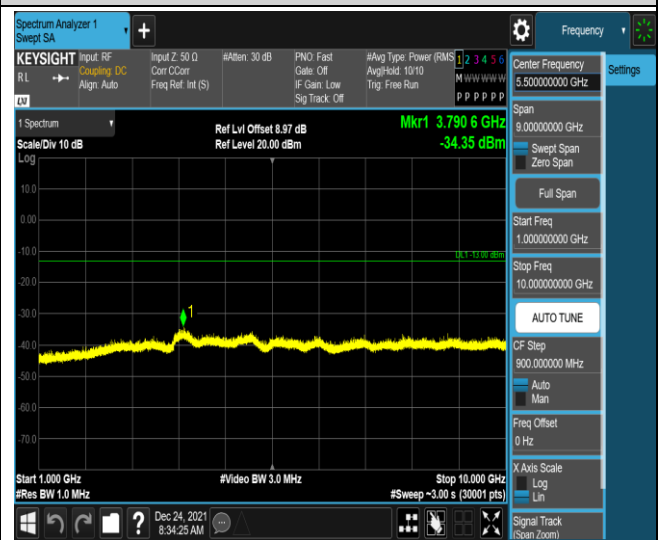 Spectrum Analyzer 1
Swept SA
Frequency
KEYSIGHT
RL
Input: RF
Coupling: DC
Align: Auto
Input Z: 50 Ω
Corr CCorr
Freq Ref: Int (S)
#Atten: 30 dB
PNO: Fast
Gate: Off
IF Gain: Low
Sig Track: Off
#Avg Type: Power (RMS
Avg|Hold: 10/10
Trig: Free Run
1 2 3 4 5 6
M W W W W W
P P P P P P
LW
1 Spectrum
Scale/Div 10 dB
Ref Lvl Offset 8.97 dB
Ref Level 20.00 dBm
Mkr1 3.790 6 GHz
-34.35 dBm
Log
10.0
0.00
-10.0
DL1 -13.00 dBm
-20.0
-30.0
1
-40.0
-50.0
-60.0
-70.0
Start 1.000 GHz
#Res BW 1.0 MHz
#Video BW 3.0 MHz
Stop 10.000 GHz
#Sweep ~3.00 s (30001 pts)
Dec 24, 2021
8:34:25 AM
Center Frequency
5.500000000 GHz
Settings
Span
9.00000000 GHz
Swept Span
Zero Span
Full Span
Start Freq
1.000000000 GHz
Stop Freq
10.000000000 GHz
AUTO TUNE
CF Step
900.000000 MHz
Auto
Man
Freq Offset
0 Hz
X Axis Scale
Log
Lin
Signal Track
(Span Zoom)